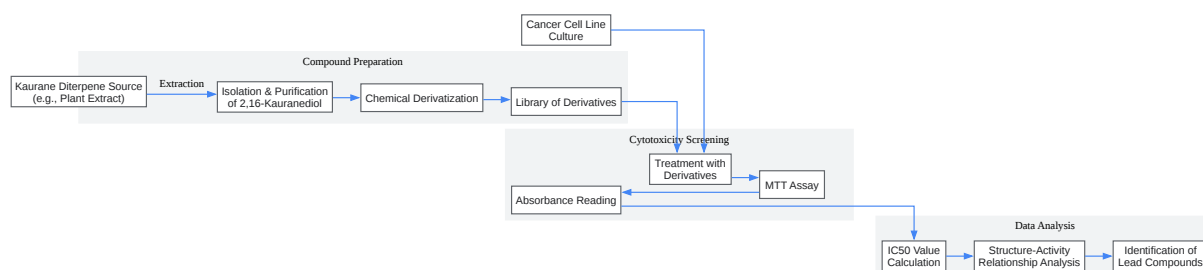 Cancer Cell Line
Culture
Compound Preparation
Kaurane Diterpene Source
(e.g., Plant Extract)
Extraction
Isolation & Purification
of 2,16-Kauranediol
Chemical Derivatization
Library of Derivatives
Cytotoxicity Screening
Treatment with
Derivatives
MTT Assay
Absorbance Reading
Data Analysis
IC50 Value
Calculation
Structure-Activity
Relationship Analysis
Identification of
Lead Compounds